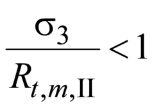 σ₃ / R_{t,m,II} < 1